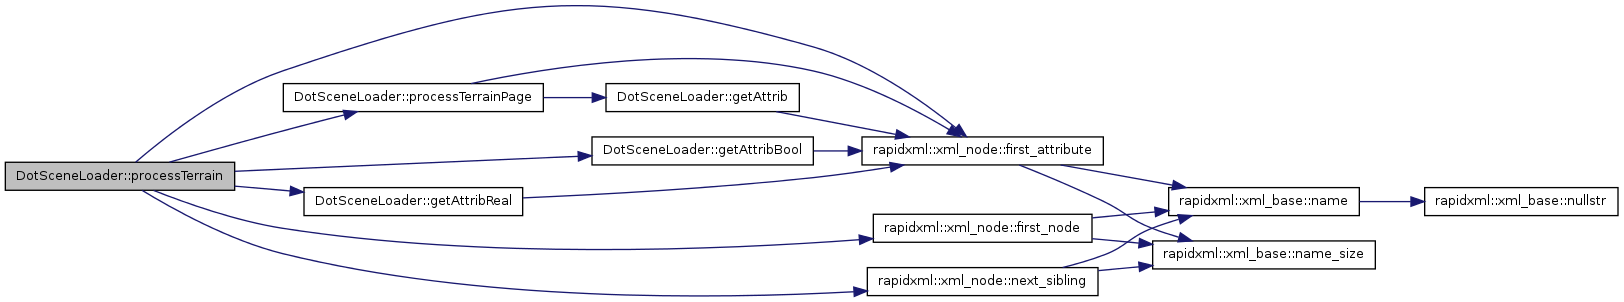 DotSceneLoader::processTerrain
DotSceneLoader::processTerrainPage
DotSceneLoader::getAttrib
DotSceneLoader::getAttribBool
DotSceneLoader::getAttribReal
rapidxml::xml_node::first_attribute
rapidxml::xml_node::first_node
rapidxml::xml_node::next_sibling
rapidxml::xml_base::name
rapidxml::xml_base::name_size
rapidxml::xml_base::nullstr